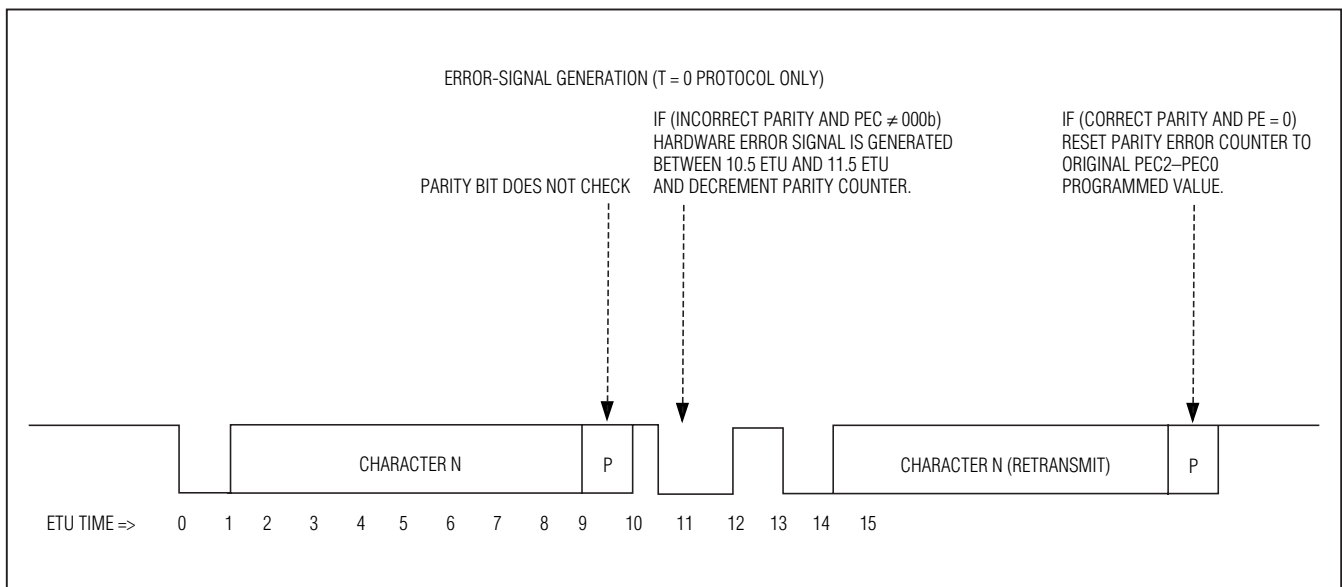 ERROR-SIGNAL GENERATION (T = 0 PROTOCOL ONLY)
PARITY BIT DOES NOT CHECK
IF (INCORRECT PARITY AND PEC ≠ 000b)
HARDWARE ERROR SIGNAL IS GENERATED
BETWEEN 10.5 ETU AND 11.5 ETU
AND DECREMENT PARITY COUNTER.
IF (CORRECT PARITY AND PE = 0)
RESET PARITY ERROR COUNTER TO
ORIGINAL PEC2–PEC0
PROGRAMMED VALUE.
CHARACTER N
P
CHARACTER N (RETRANSMIT)
P
ETU TIME => 0 1 2 3 4 5 6 7 8 9 10 11 12 13 14 15